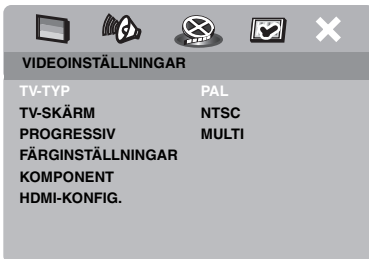 VIDEOINSTÄLLNINGAR
TV-TYP PAL
TV-SKÄRM NTSC
PROGRESSIV MULTI
FÄRGINSTÄLLNINGAR
KOMPONENT
HDMI-KONFIG.